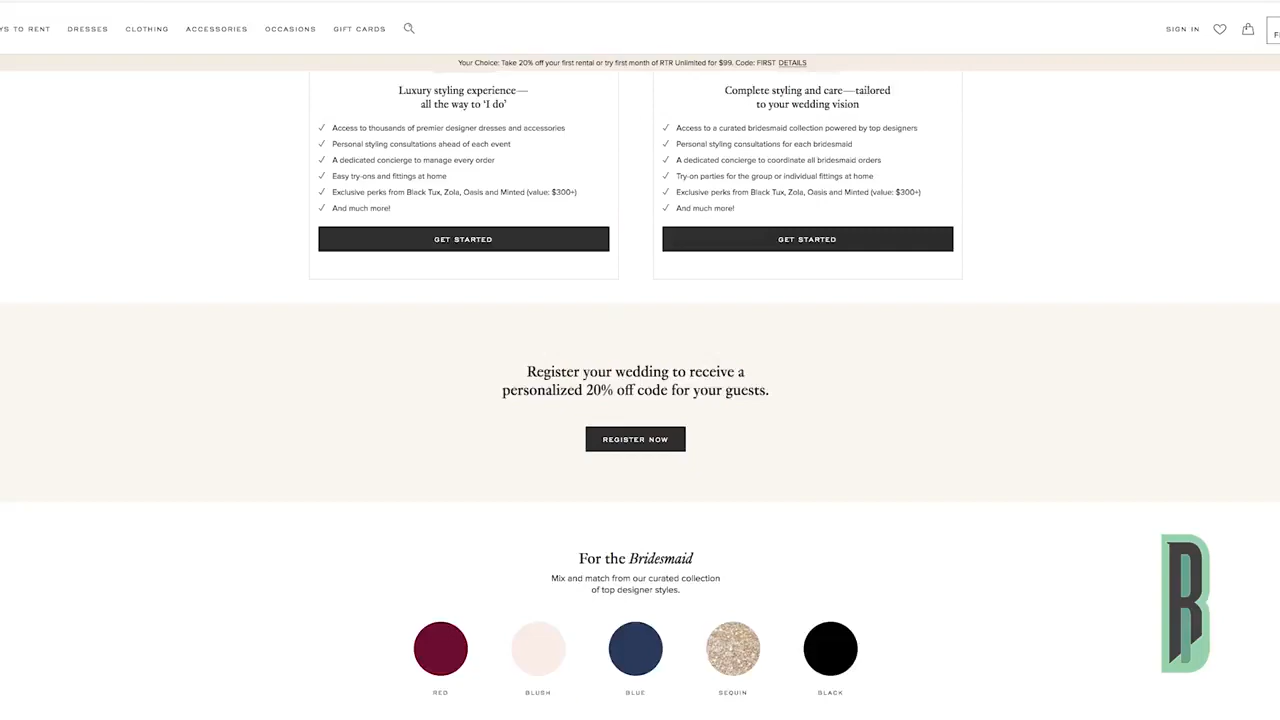 YS TO RENT DRESSES CLOTHING ACCESSORIES OCCASIONS GIFT CARDS SIGN IN
Your Choice: Take 20% off your first rental or try first month of RTR Unlimited for $99. Code: FIRST DETAILS
Luxury styling experience—
all the way to ‘I do’
✓ Access to thousands of premier designer dresses and accessories
✓ Personal styling consultations ahead of each event
✓ A dedicated concierge to manage every order
✓ Easy try-ons and fittings at home
✓ Exclusive perks from Black Tux, Zola, Oasis and Minted (value: $300+)
✓ And much more!
GET STARTED
Complete styling and care—tailored
to your wedding vision
✓ Access to a curated bridesmaid collection powered by top designers
✓ Personal styling consultations for each bridesmaid
✓ A dedicated concierge to coordinate all bridesmaid orders
✓ Try-on parties for the group or individual fittings at home
✓ Exclusive perks from Black Tux, Zola, Oasis and Minted (value: $300+)
✓ And much more!
GET STARTED
Register your wedding to receive a
personalized 20% off code for your guests.
REGISTER NOW
For the Bridesmaid
Mix and match from our curated collection
of top designer styles.
RED BLUSH BLUE SEQUIN BLACK